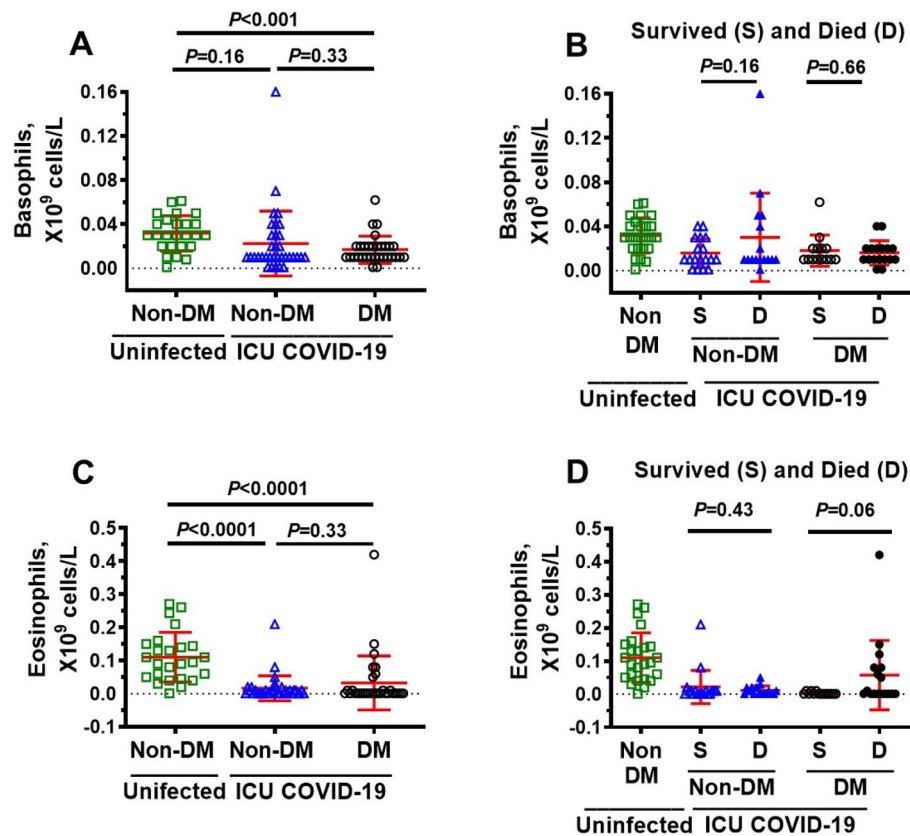 A
P<0.001
P=0.16
P=0.33
Basophils,
X10⁹ cells/L
0.16
0.12
0.08
0.04
0.00
Non-DM
Non-DM
DM
Uninfected
ICU COVID-19
B
Survived (S) and Died (D)
P=0.16
P=0.66
Basophils,
X10⁹ cells/L
0.16
0.12
0.08
0.04
0.00
Non
DM
S
D
S
D
Non-DM
DM
Uninfected
ICU COVID-19
C
P<0.0001
P<0.0001
P=0.33
Eosinophils,
X10⁹ cells/L
0.5
0.4
0.3
0.2
0.1
0.0
-0.1
Non-DM
Non-DM
DM
Unifected
ICU COVID-19
D
Survived (S) and Died (D)
P=0.43
P=0.06
Eosinophils,
X10⁹ cells/L
0.5
0.4
0.3
0.2
0.1
0.0
-0.1
Non
DM
S
D
S
D
Non-DM
DM
Uninfected
ICU COVID-19